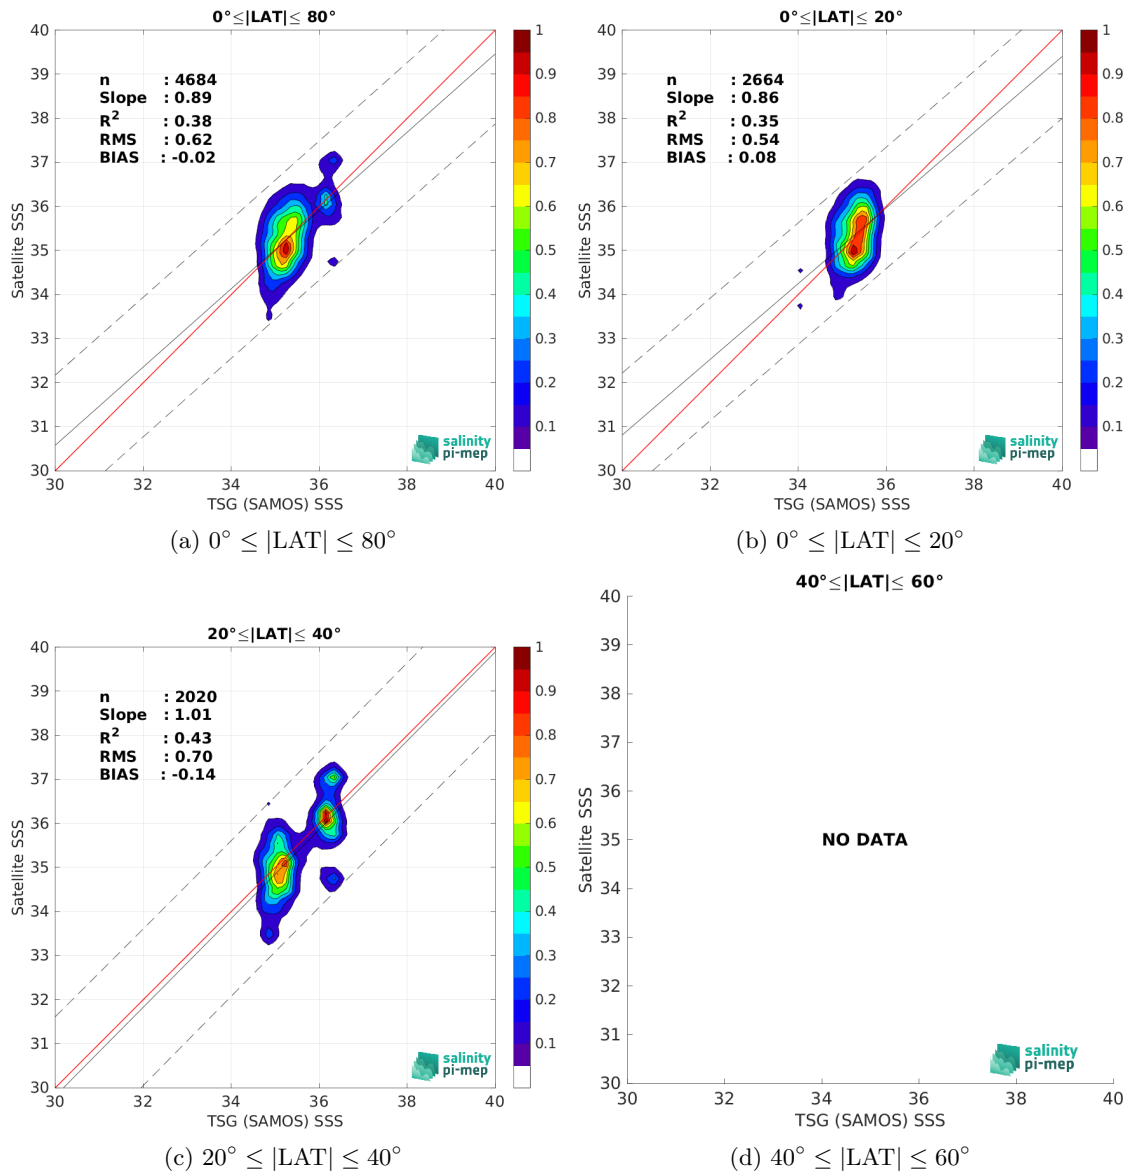 0°≤|LAT|≤ 80°
40
39
38
37
36
35
34
33
32
31
30
Satellite SSS
n : 4684
Slope : 0.89
R² : 0.38
RMS : 0.62
BIAS : -0.02
salinity
pi-mep
30 32 34 36 38 40
TSG (SAMOS) SSS
1
0.9
0.8
0.7
0.6
0.5
0.4
0.3
0.2
0.1
(a) 0° ≤ |LAT| ≤ 80°
0°≤|LAT|≤ 20°
40
39
38
37
36
35
34
33
32
31
30
Satellite SSS
n : 2664
Slope : 0.86
R² : 0.35
RMS : 0.54
BIAS : 0.08
salinity
pi-mep
30 32 34 36 38 40
TSG (SAMOS) SSS
1
0.9
0.8
0.7
0.6
0.5
0.4
0.3
0.2
0.1
(b) 0° ≤ |LAT| ≤ 20°
20°≤|LAT|≤ 40°
40
39
38
37
36
35
34
33
32
31
30
Satellite SSS
n : 2020
Slope : 1.01
R² : 0.43
RMS : 0.70
BIAS : -0.14
salinity
pi-mep
30 32 34 36 38 40
TSG (SAMOS) SSS
1
0.9
0.8
0.7
0.6
0.5
0.4
0.3
0.2
0.1
(c) 20° ≤ |LAT| ≤ 40°
40°≤|LAT|≤ 60°
40
39
38
37
36
35
34
33
32
31
30
Satellite SSS
NO DATA
salinity
pi-mep
30 32 34 36 38 40
TSG (SAMOS) SSS
(d) 40° ≤ |LAT| ≤ 60°